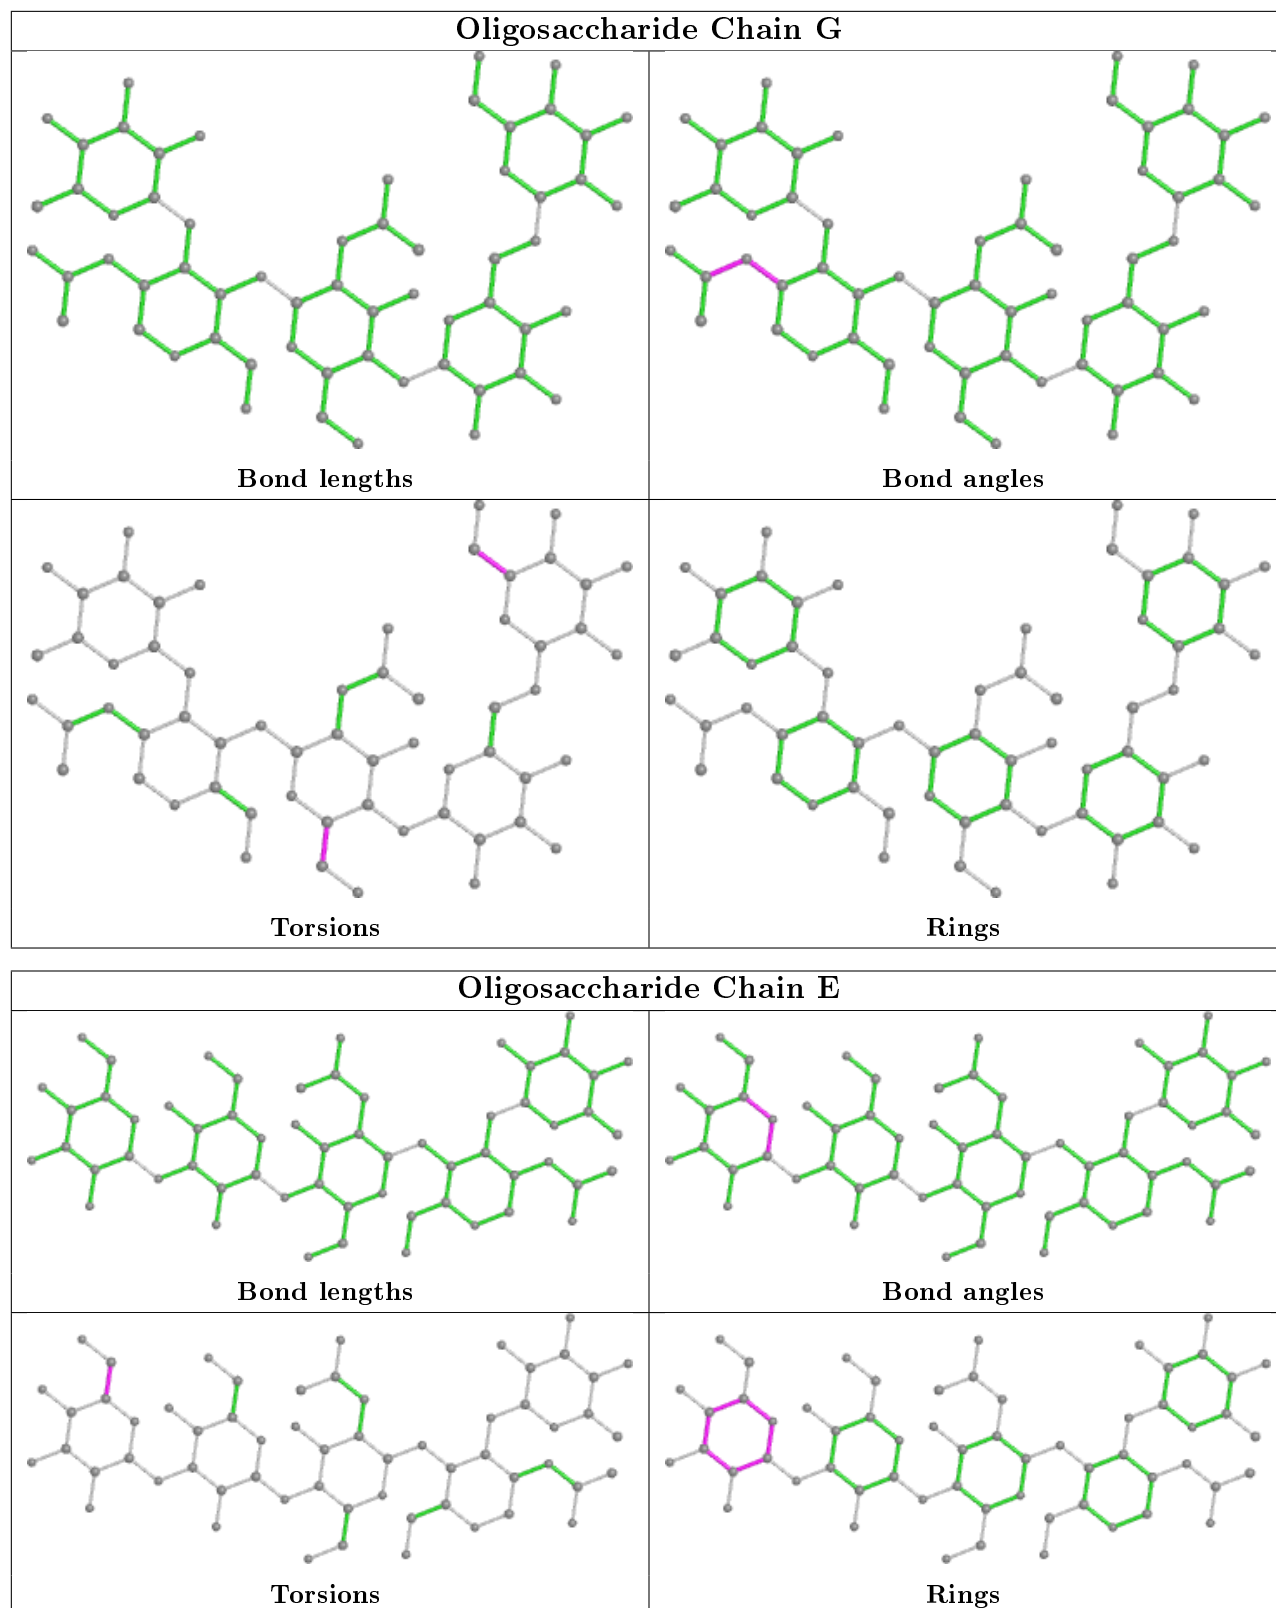 Oligosaccharide Chain G
Bond lengths
Bond angles
Torsions
Rings
Oligosaccharide Chain E
Bond lengths
Bond angles
Torsions
Rings